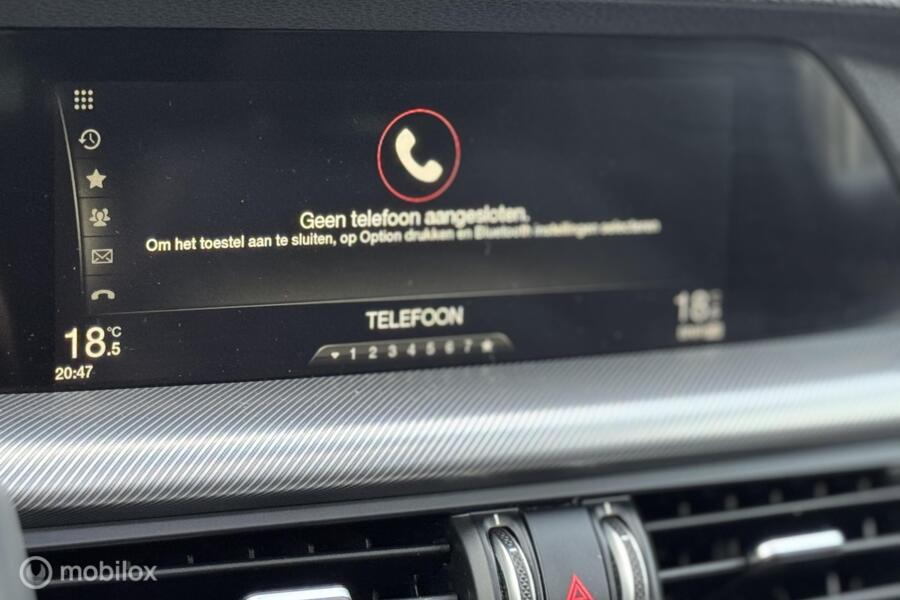 Geen telefoon aangesloten.
Om het toestel aan te sluiten, op Option drukken en Bluetooth instellingen selecteren
TELEFOON
18.5 °C
18
1 2 3 4 5 6 7
20:47
mobilox